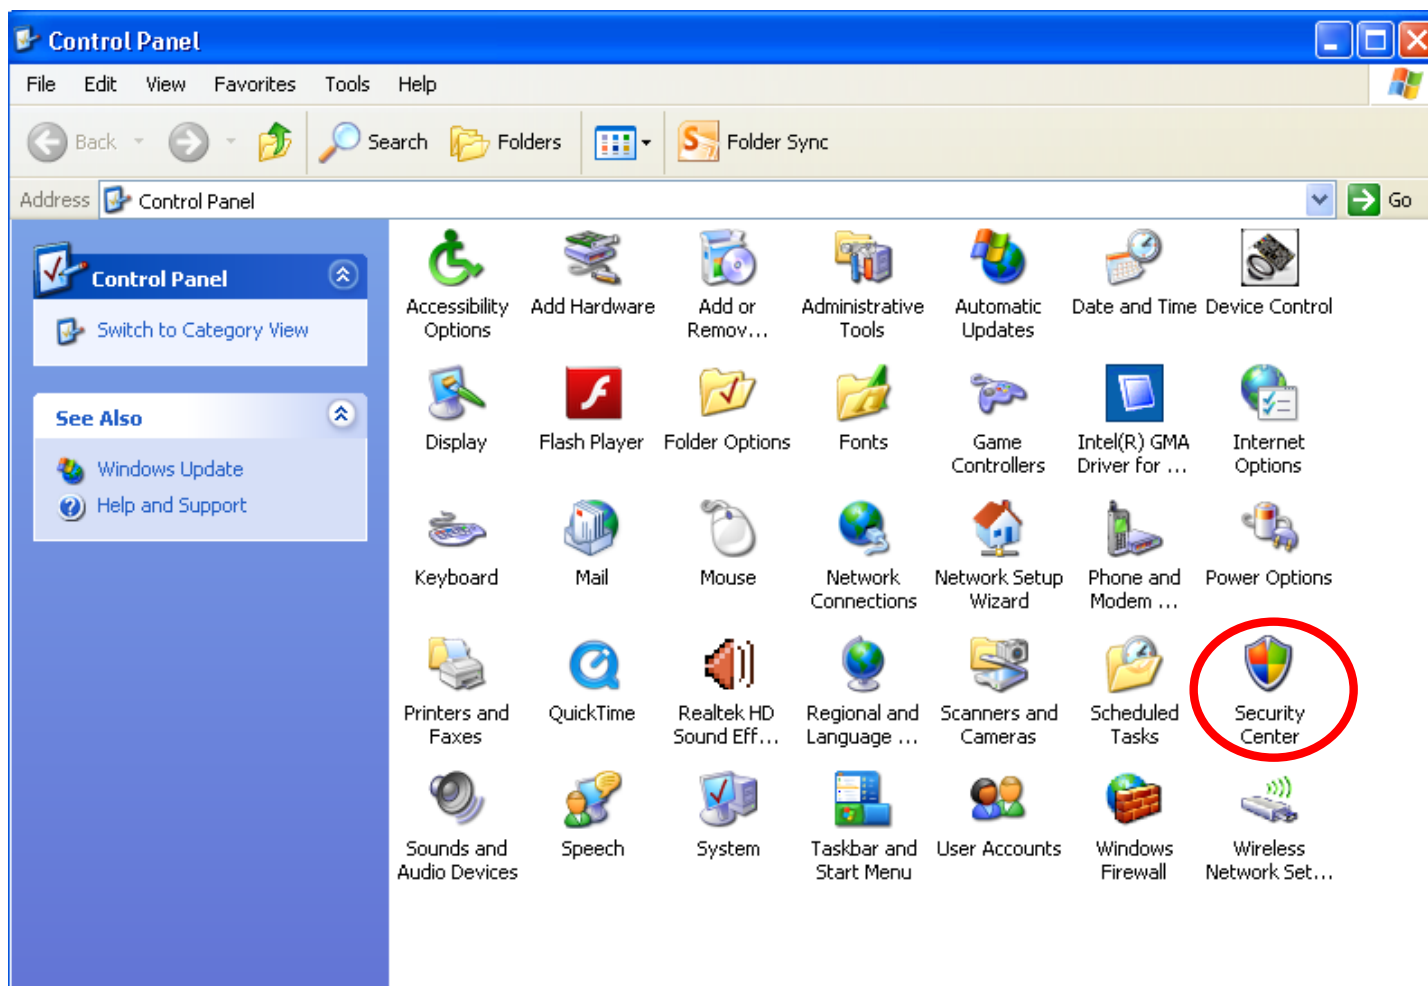 Control Panel
File Edit View Favorites Tools Help
Back Search Folders Folder Sync
Address Control Panel Go
Control Panel
Switch to Category View
See Also
Windows Update
Help and Support
Accessibility Options
Add Hardware
Add or Remov...
Administrative Tools
Automatic Updates
Date and Time
Device Control
Display
Flash Player
Folder Options
Fonts
Game Controllers
Intel(R) GMA Driver for ...
Internet Options
Keyboard
Mail
Mouse
Network Connections
Network Setup Wizard
Phone and Modem ...
Power Options
Printers and Faxes
QuickTime
Realtek HD Sound Eff...
Regional and Language ...
Scanners and Cameras
Scheduled Tasks
Security Center
Sounds and Audio Devices
Speech
System
Taskbar and Start Menu
User Accounts
Windows Firewall
Wireless Network Set...